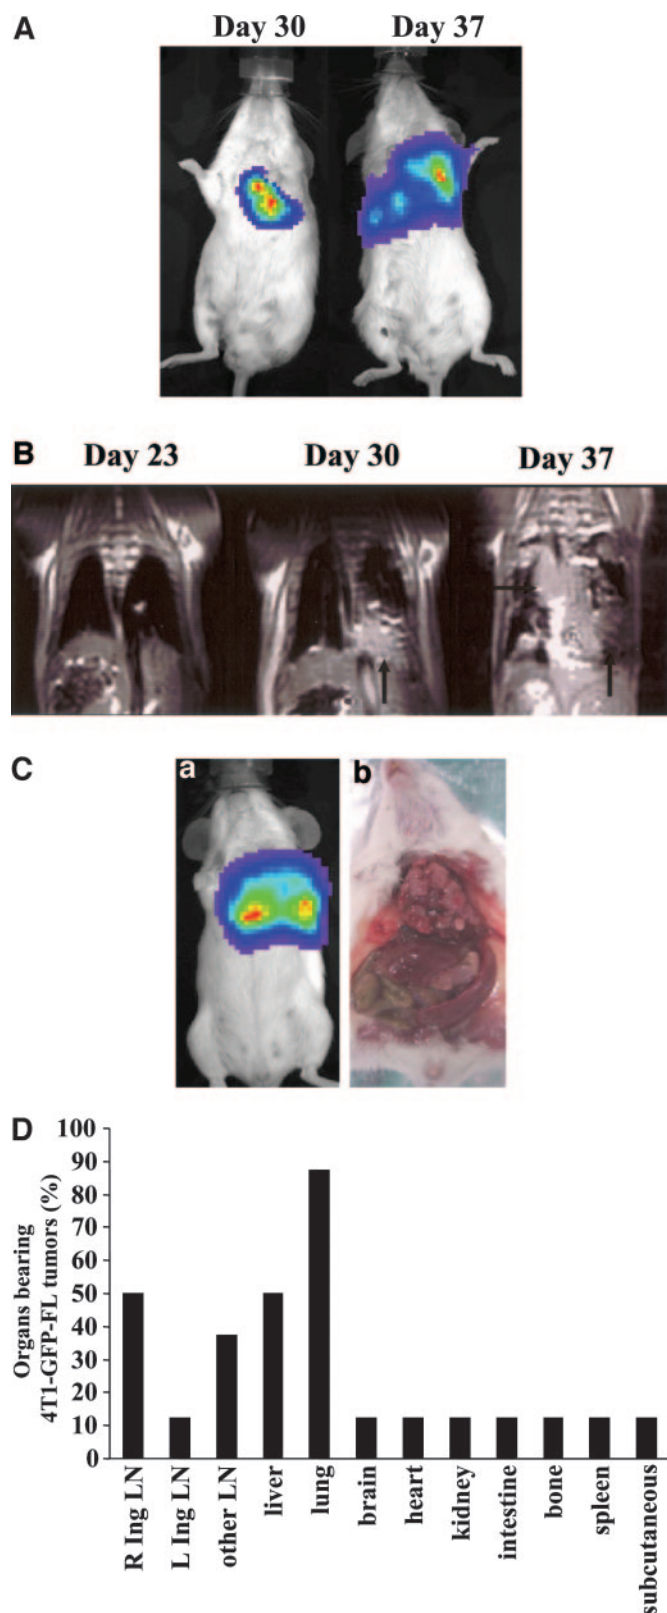 A
Day 30 Day 37
B
Day 23 Day 30 Day 37
C
a b
D
Organs bearing
4T1-GFP-FL tumors (%)
100
90
80
70
60
50
40
30
20
10
0
R Ing LN
L Ing LN
other LN
liver
lung
brain
heart
kidney
intestine
bone
spleen
subcutaneous